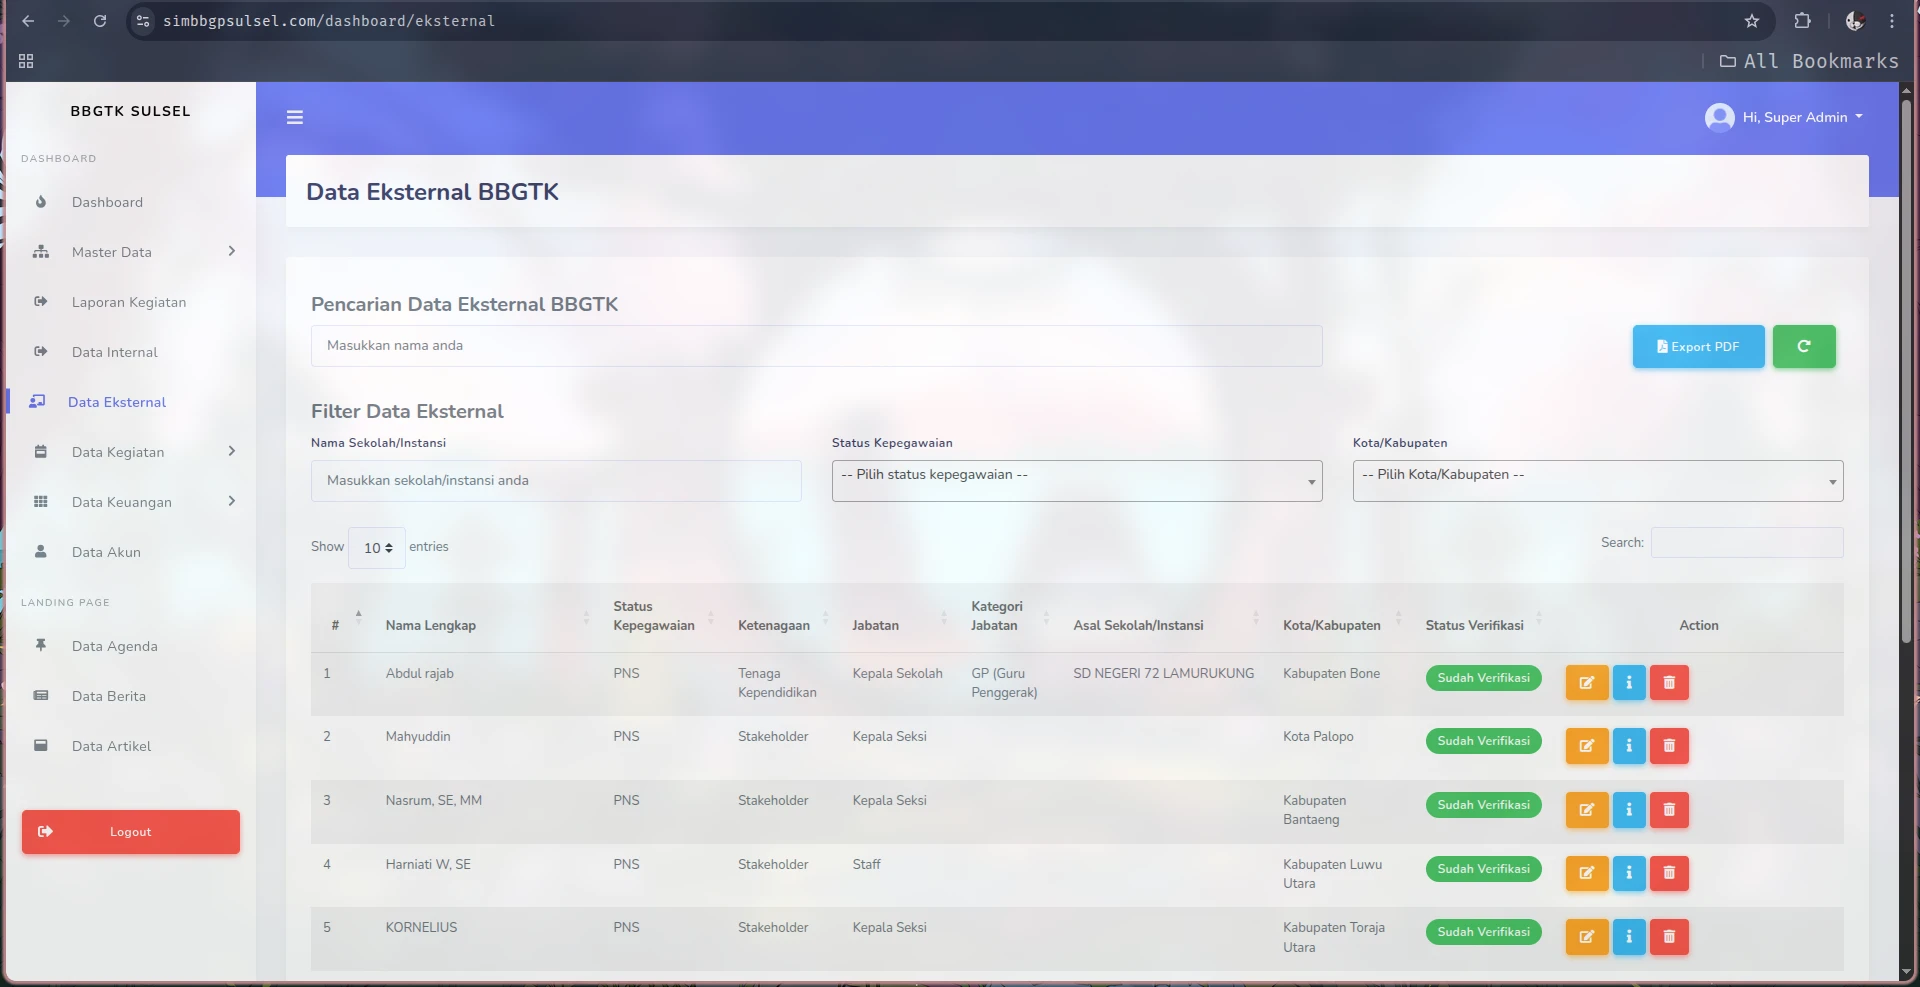 simbbgpsulsel.com/dashboard/eksternal
All Bookmarks
BBGTK SULSEL
DASHBOARD
Dashboard
Master Data
Laporan Kegiatan
Data Internal
Data Eksternal
Data Kegiatan
Data Keuangan
Data Akun
LANDING PAGE
Data Agenda
Data Berita
Data Artikel
Logout
Hi, Super Admin
Data Eksternal BBGTK
Pencarian Data Eksternal BBGTK
Masukkan nama anda
Export PDF
Filter Data Eksternal
Nama Sekolah/Instansi
Status Kepegawaian
Kota/Kabupaten
Masukkan sekolah/instansi anda
-- Pilih status kepegawaian --
-- Pilih Kota/Kabupaten --
Show 10 entries
Search:
# Nama Lengkap Status Kepegawaian Ketenagaan Jabatan Kategori Jabatan Asal Sekolah/Instansi Kota/Kabupaten Status Verifikasi Action
1 Abdul rajab PNS Tenaga Kependidikan Kepala Sekolah GP (Guru Penggerak) SD NEGERI 72 LAMURUKUNG Kabupaten Bone Sudah Verifikasi
2 Mahyuddin PNS Stakeholder Kepala Seksi Kota Palopo Sudah Verifikasi
3 Nasrum, SE, MM PNS Stakeholder Kepala Seksi Kabupaten Bantaeng Sudah Verifikasi
4 Harniati W, SE PNS Stakeholder Staff Kabupaten Luwu Utara Sudah Verifikasi
5 KORNELIUS PNS Stakeholder Kepala Seksi Kabupaten Toraja Utara Sudah Verifikasi